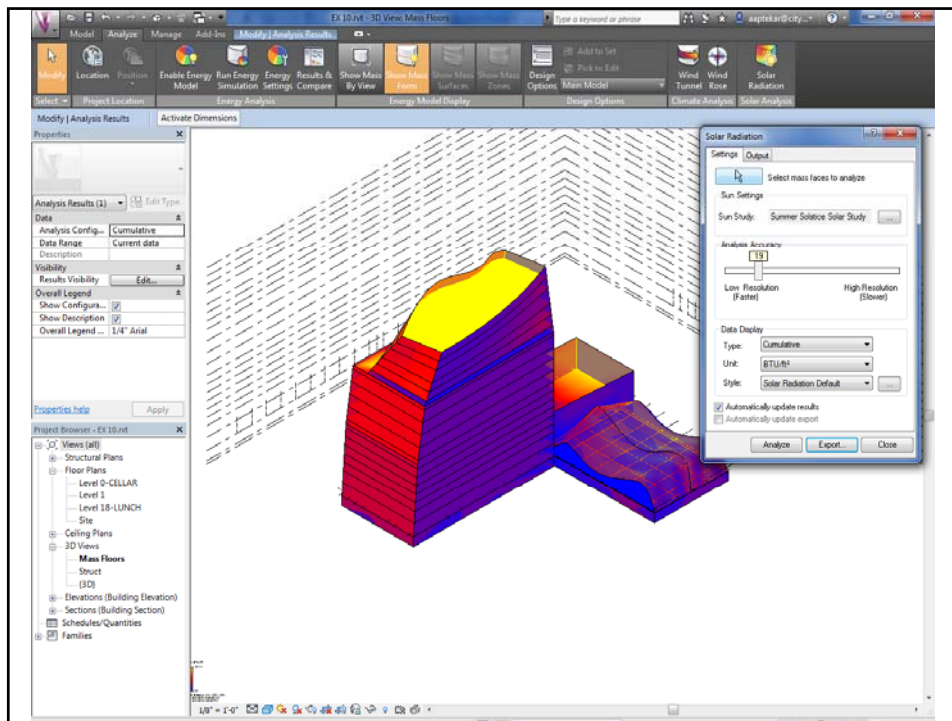 EX 10.rvt - 3D View: Mass Floors
Type a keyword or phrase
aaptekar@city...
Model Analyze Manage Add-Ins Modify | Analysis Results
Modify
Location
Position
Enable Energy Model
Run Energy Simulation
Energy Settings
Results & Compare
Show Mass By View
Show Mass Form
Show Mass Surfaces
Show Mass Zones
Design Options
Add to Set
Pick to Edit
Main Model
Wind Tunnel
Wind Rose
Solar Radiation
Select
Project Location
Energy Analysis
Energy Model Display
Design Options
Climate Analysis
Solar Analysis
Modify | Analysis Results
Activate Dimensions
Properties
Analysis Results (1)
Edit Type
Data
Analysis Config... Cumulative
Data Range Current data
Description
Visibility
Results Visibility Edit...
Overall Legend
Show Configura...
Show Description
Overall Legend ... 1/4" Arial
Properties help
Apply
Project Browser - EX 10.rvt
Views (all)
Structural Plans
Floor Plans
Level 0-CELLAR
Level 1
Level 18-LUNCH
Site
Ceiling Plans
3D Views
Mass Floors
Struct
{3D}
Elevations (Building Elevation)
Sections (Building Section)
Schedules/Quantities
Families
1/8" = 1'-0"
Solar Radiation
Settings Output
Select mass faces to analyze
Sun Settings
Sun Study: Summer Solstice Solar Study ...
Analysis Accuracy
19
Low Resolution (Faster)
High Resolution (Slower)
Data Display
Type: Cumulative
Unit: BTU/ft²
Style: Solar Radiation Default ...
Automatically update results
Automatically update export
Analyze Export... Close